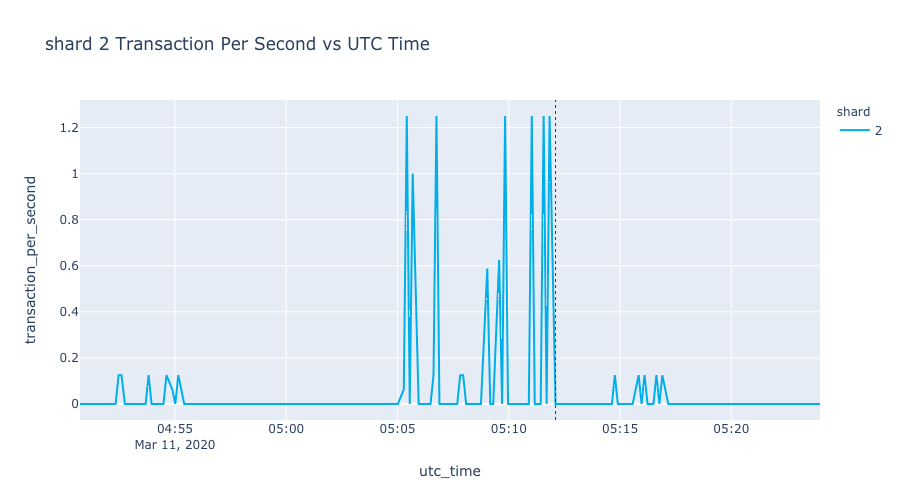 shard 2 Transaction Per Second vs UTC Time
shard
2
transaction_per_second
1.2
1
0.8
0.6
0.4
0.2
0
04:55
Mar 11, 2020
05:00
05:05
05:10
05:15
05:20
utc_time